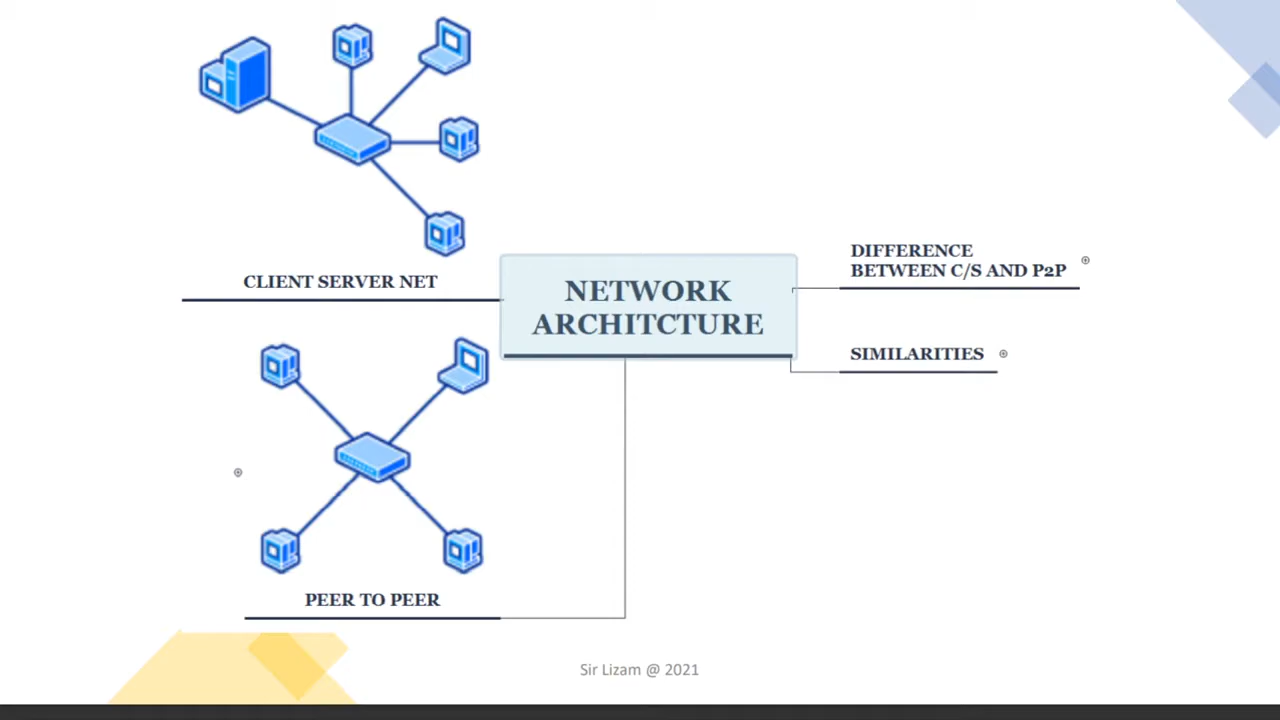 CLIENT SERVER NET
NETWORK
ARCHITCTURE
DIFFERENCE
BETWEEN C/S AND P2P
SIMILARITIES
PEER TO PEER
Sir Lizam @ 2021